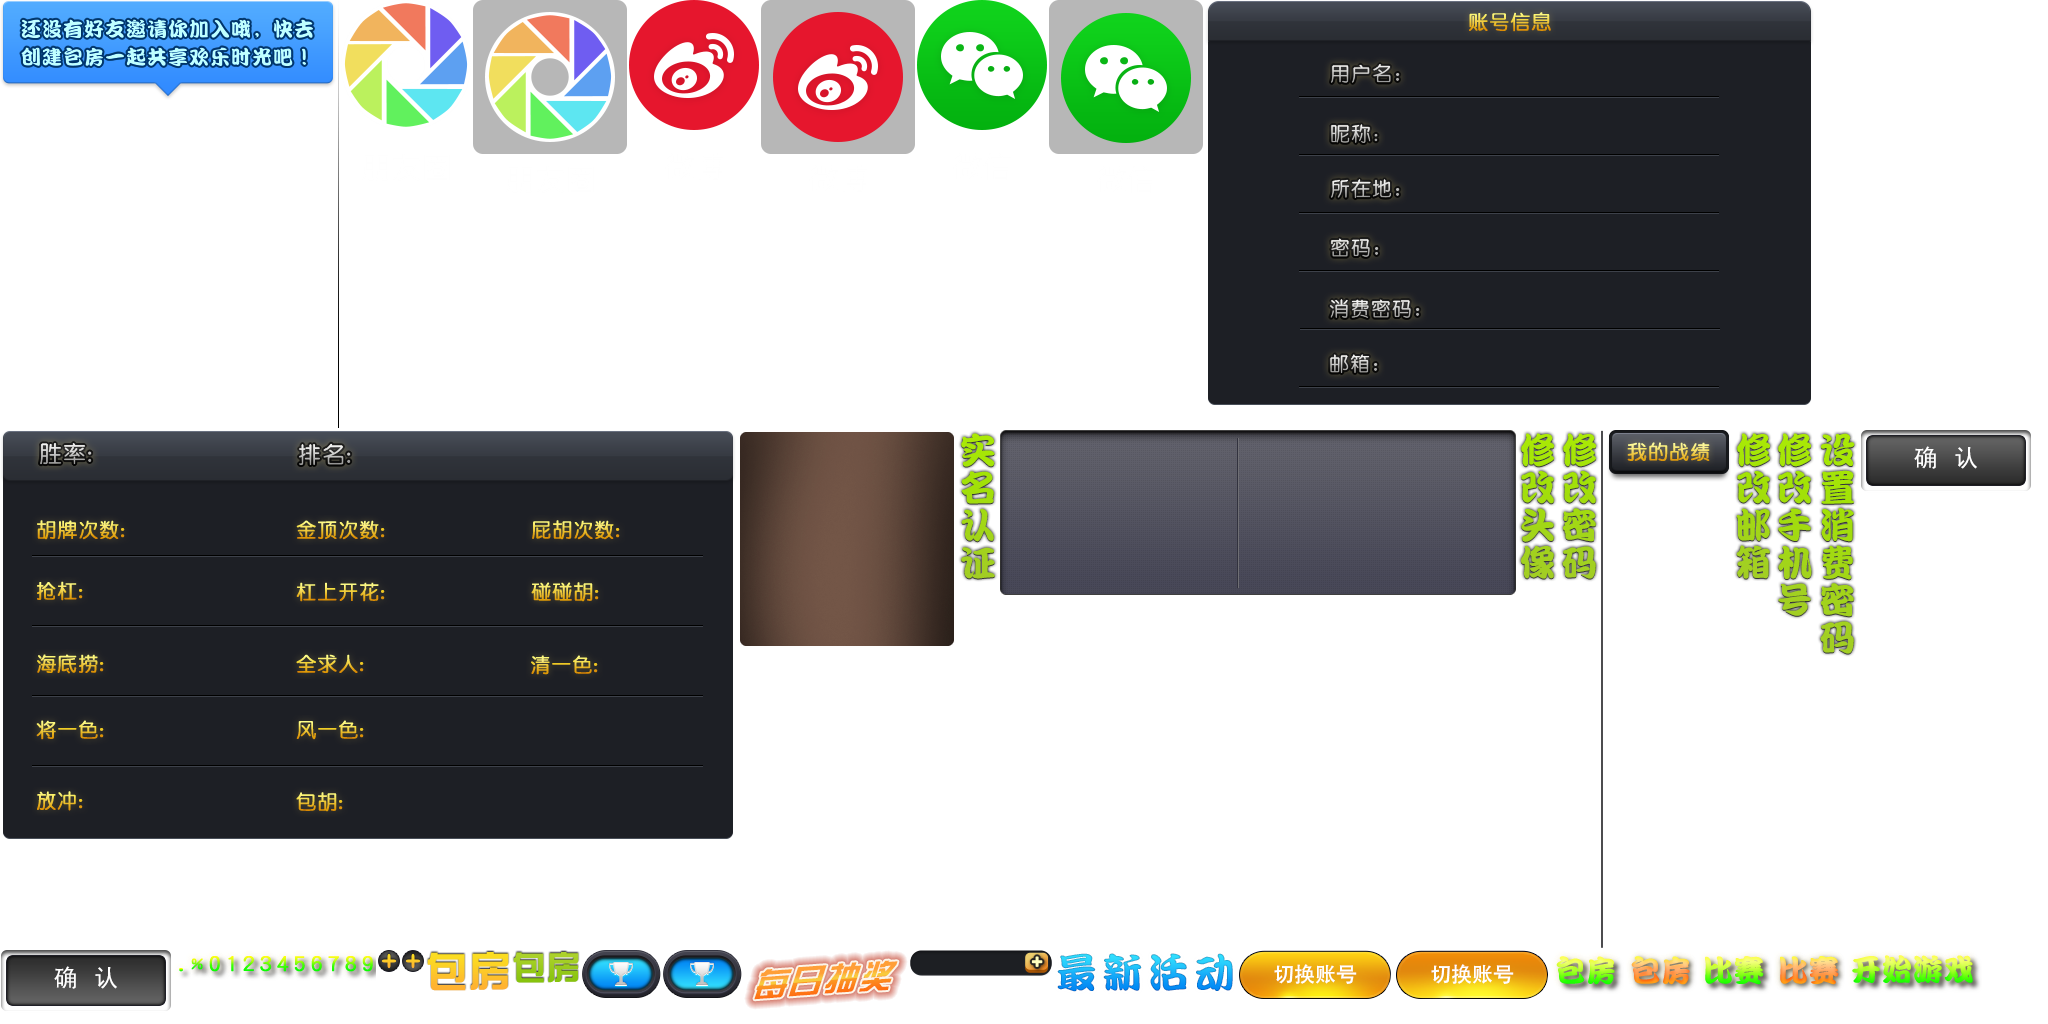 还没有好友邀请你加入哦，快去
创建包房一起共享欢乐时光吧！
账号信息
用户名:
昵称:
所在地:
密码:
消费密码:
邮箱:
胜率: 排名:
胡牌次数: 金顶次数: 屁胡次数:
抢杠: 杠上开花: 碰碰胡:
海底捞: 全求人: 清一色:
将一色: 风一色:
放冲: 包胡:
实名认证
修改头像
修改密码
我的战绩
修改邮箱
修改手机号
设置消费密码
确 认
确 认
.%0123456789
包房
包房
每日抽奖
最新活动
切换账号
切换账号
包房
包房
比赛
比赛
开始游戏